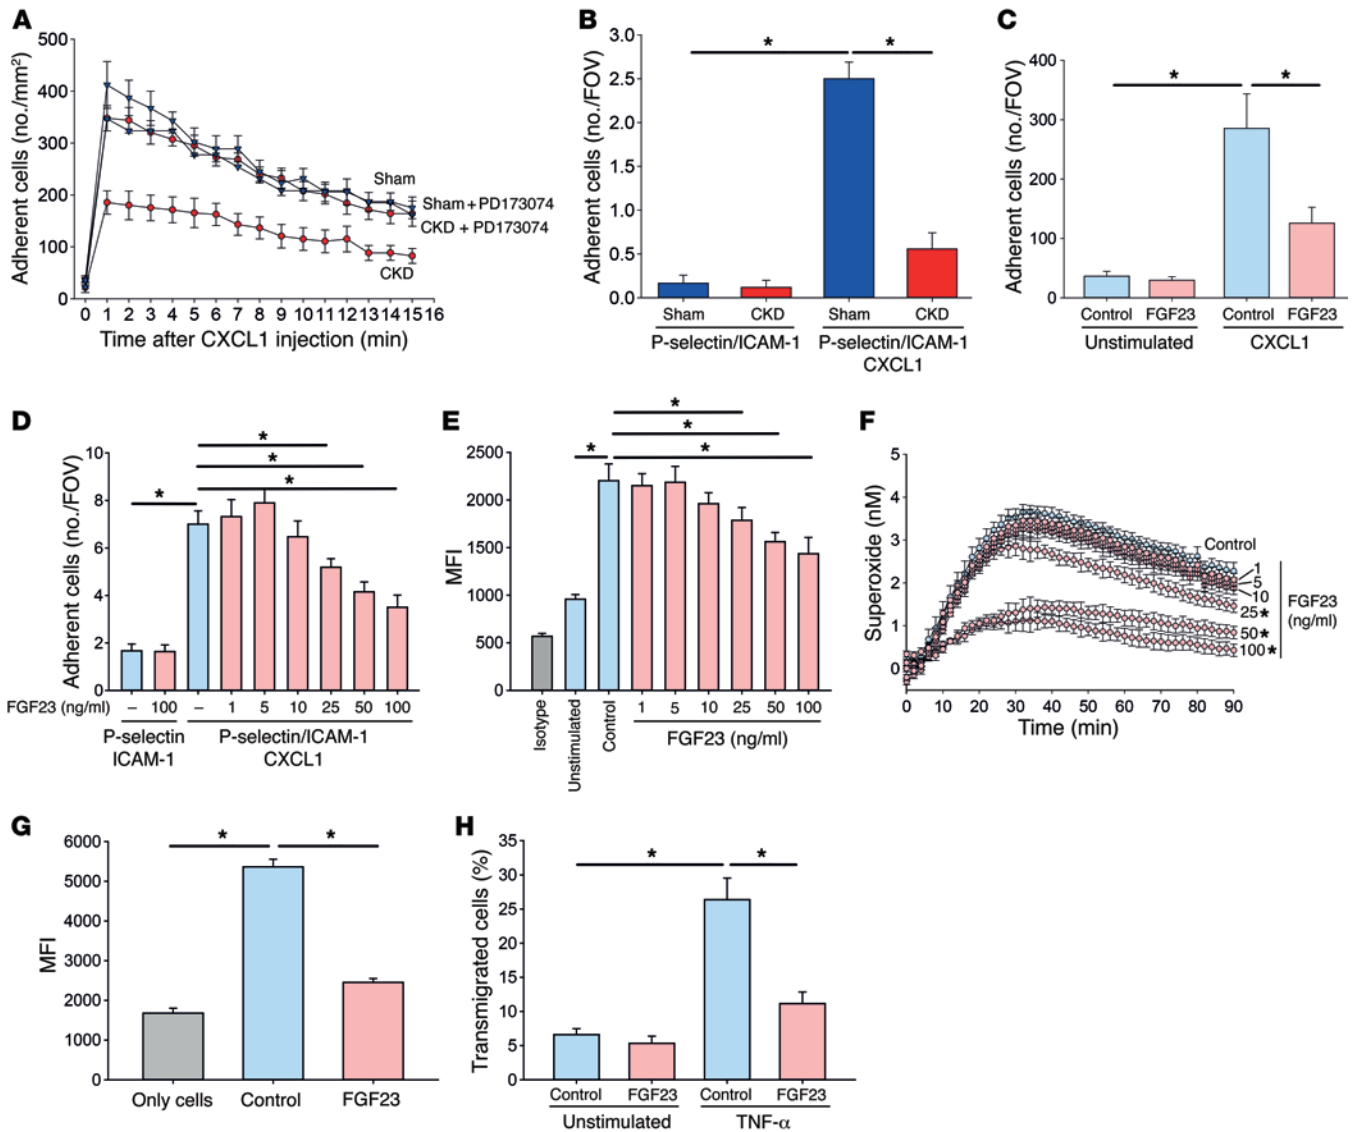 A
Adherent cells (no./mm²)
500
400
300
200
100
0
Sham
Sham + PD173074
CKD + PD173074
CKD
0 1 2 3 4 5 6 7 8 9 10 11 12 13 14 15 16
Time after CXCL1 injection (min)
B
Adherent cells (no./FOV)
3.0
2.5
2.0
1.5
1.0
0.5
0.0
* *
Sham CKD Sham CKD
P-selectin/ICAM-1 P-selectin/ICAM-1
CXCL1
C
Adherent cells (no./FOV)
400
300
200
100
0
* *
Control FGF23 Control FGF23
Unstimulated CXCL1
D
Adherent cells (no./FOV)
10
8
6
4
2
0
*
*
*
*
FGF23 (ng/ml) – 100 – 1 5 10 25 50 100
P-selectin P-selectin/ICAM-1
ICAM-1 CXCL1
E
MFI
2500
2000
1500
1000
500
0
*
*
* *
Isotype
Unstimulated
Control
1 5 10 25 50 100
FGF23 (ng/ml)
F
Superoxide (nM)
5
4
3
2
1
0
Control
1
5
10
25*
50*
100*
FGF23
(ng/ml)
0 10 20 30 40 50 60 70 80 90
Time (min)
G
MFI
6000
5000
4000
3000
2000
1000
0
* *
Only cells Control FGF23
H
Transmigrated cells (%)
35
30
25
20
15
10
5
0
* *
Control FGF23 Control FGF23
Unstimulated TNF-α